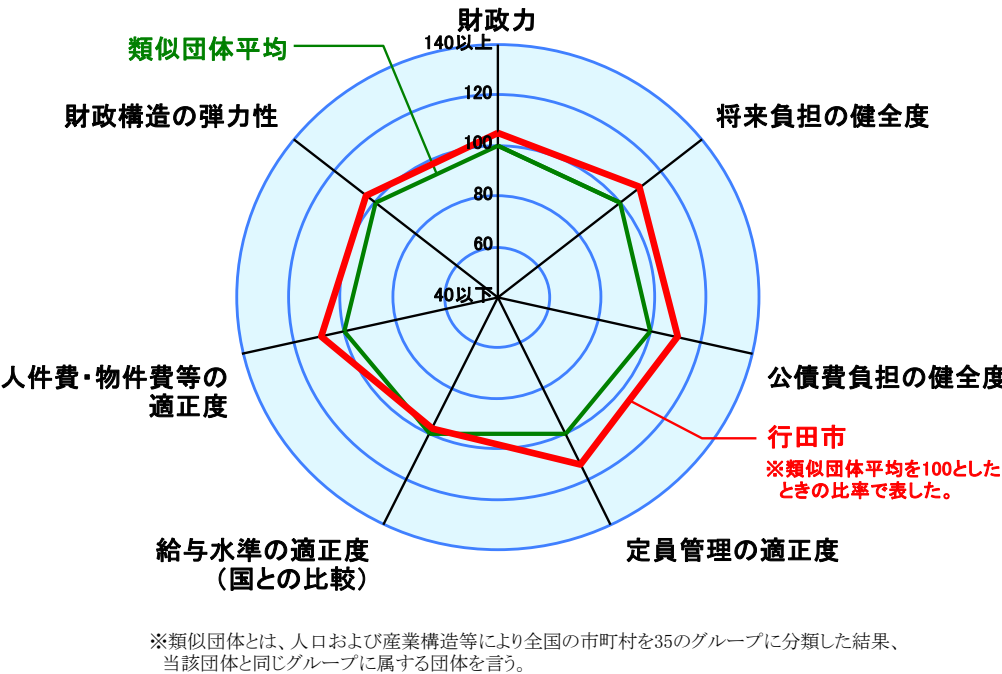 財政力
類似団体平均
140以上
120
100
80
60
40以下
財政構造の弾力性
将来負担の健全度
人件費・物件費等の
適正度
公債費負担の健全度
行田市
※類似団体平均を100とした
ときの比率で表した。
給与水準の適正度
（国との比較）
定員管理の適正度
※類似団体とは、人口および産業構造等により全国の市町村を35のグループに分類した結果、
当該団体と同じグループに属する団体を言う。